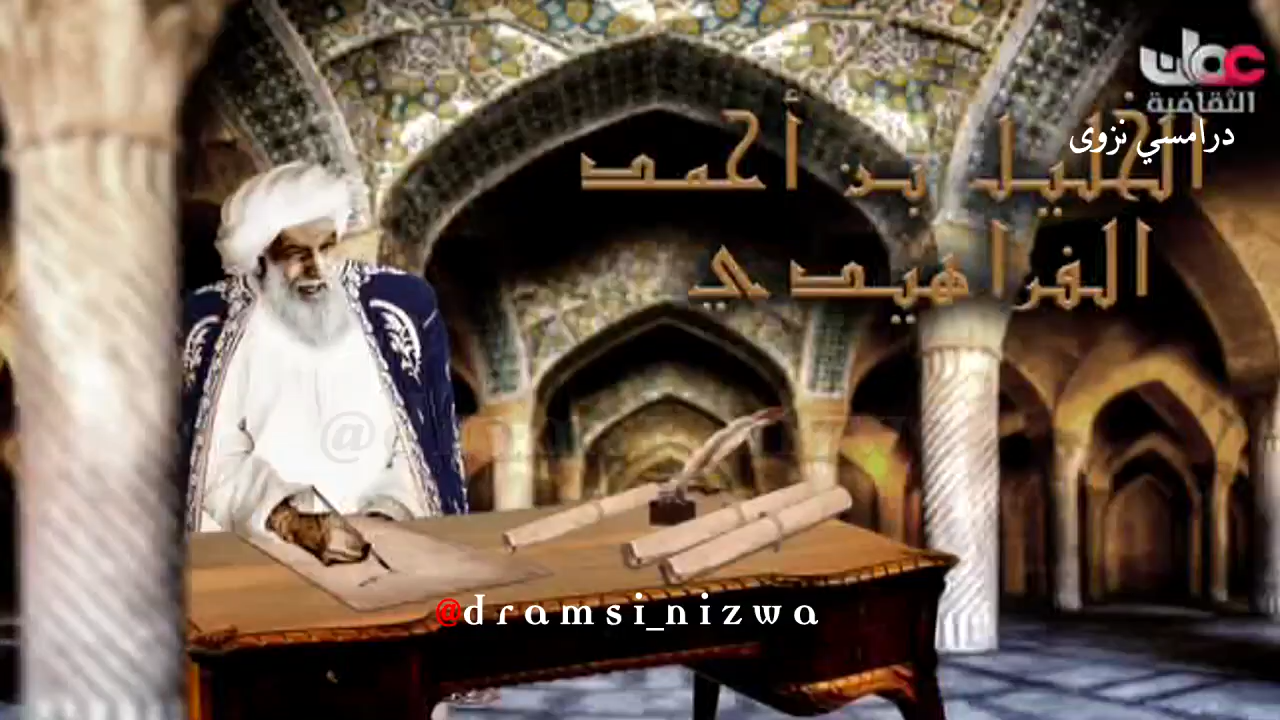 عمان
الثقافية
درامسي نزوى
الخليل بن أحمد
الفراهيدي
@dramsi_nizwa